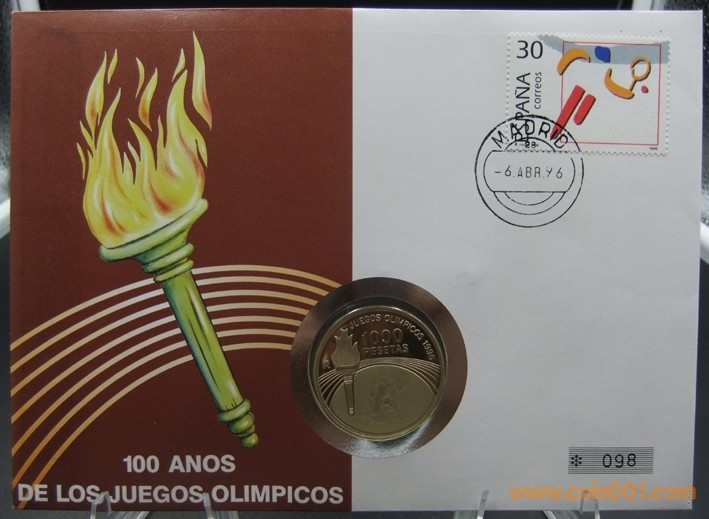 30
ESPAÑA
correos
MADRID
-6.ABR.96
JUEGOS OLIMPICOS 1996
1000
PESETAS
100 ANOS
DE LOS JUEGOS OLIMPICOS
* 098
www.coin001.com